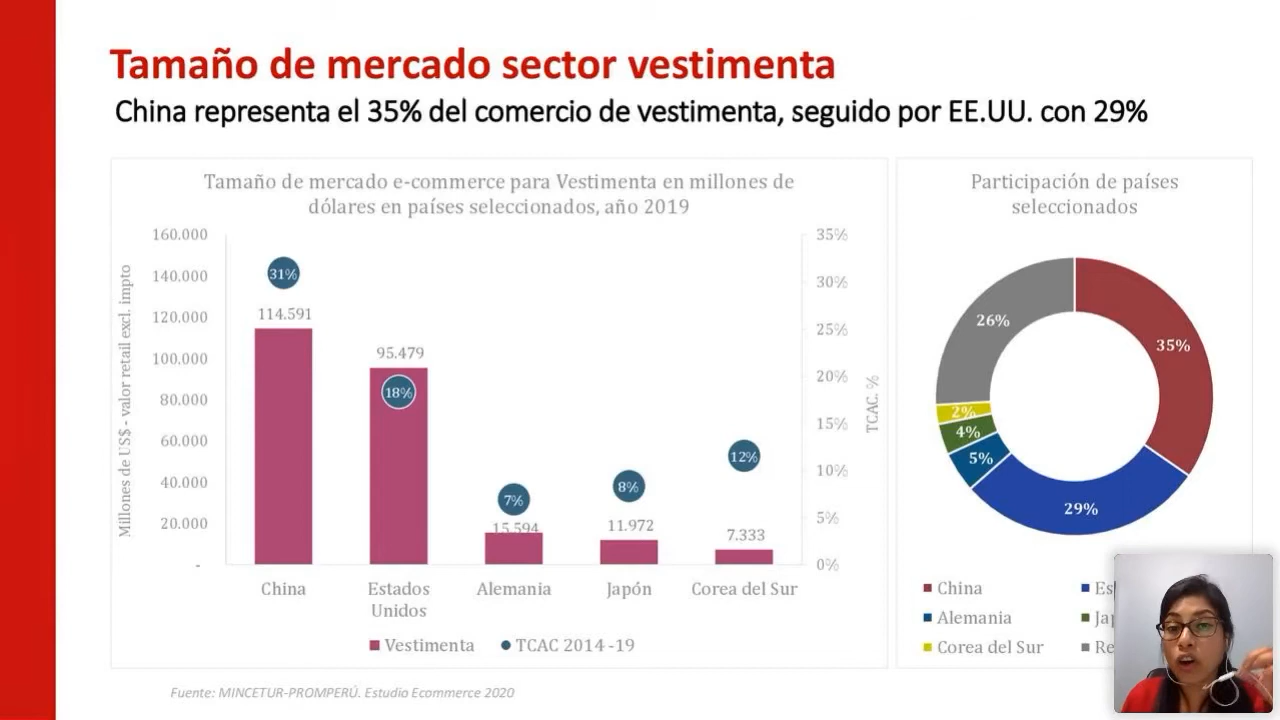 Tamaño de mercado sector vestimenta
China representa el 35% del comercio de vestimenta, seguido por EE.UU. con 29%
Tamaño de mercado e-commerce para Vestimenta en millones de
dólares en países seleccionados, año 2019
Millones de US$ - valor retail excl. impto
160.000
140.000
120.000
100.000
80.000
60.000
40.000
20.000
-
31%
114.591
95.479
18%
7%
15.594
8%
11.972
12%
7.333
35%
30%
25%
20%
15%
10%
5%
0%
TCAC. %
China
Estados
Unidos
Alemania
Japón
Corea del Sur
Vestimenta
TCAC 2014 -19
Participación de países
seleccionados
26%
35%
2%
4%
5%
29%
China
Es
Alemania
Jap
Corea del Sur
Re
Fuente: MINCETUR-PROMPERÚ. Estudio Ecommerce 2020